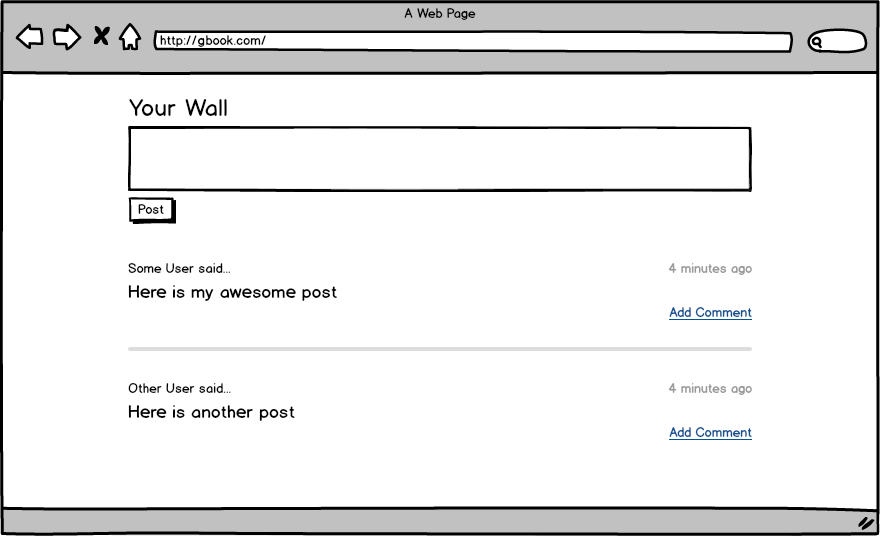 A Web Page
http://gbook.com/
Your Wall
Post
Some User said... 4 minutes ago
Here is my awesome post
Add Comment
Other User said... 4 minutes ago
Here is another post
Add Comment